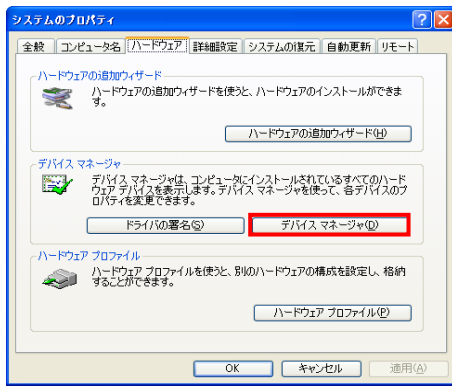 システムのプロパティ
全般 コンピュータ名 ハードウェア 詳細設定 システムの復元 自動更新 リモート
ハードウェアの追加ウィザード
ハードウェアの追加ウィザードを使うと、ハードウェアのインストールができま
す。
ハードウェアの追加ウィザード(H)
デバイス マネージャ
デバイス マネージャは、コンピュータにインストールされているすべてのハード
ウェア デバイスを表示します。デバイス マネージャを使って、各デバイスのプ
ロパティを変更できます。
ドライバの署名(S) デバイス マネージャ(D)
ハードウェア プロファイル
ハードウェア プロファイルを使うと、別のハードウェアの構成を設定し、格納
することができます。
ハードウェア プロファイル(P)
OK キャンセル 適用(A)